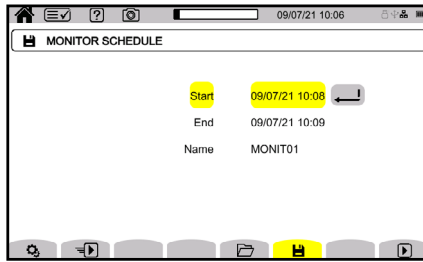 ?
09/07/21 10:06
MONITOR SCHEDULE
Start 09/07/21 10:08
End 09/07/21 10:09
Name MONIT01